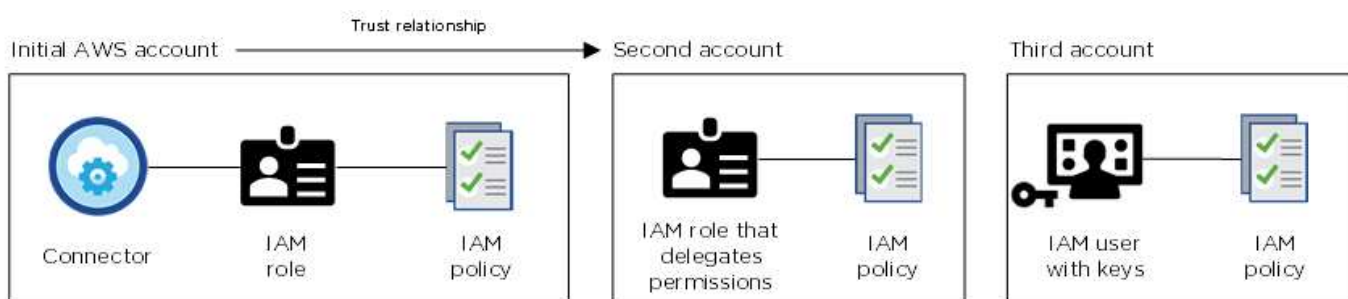 Trust relationship
Initial AWS account
Second account
Third account
Connector
IAM
role
IAM
policy
IAM role that
delegates
permissions
IAM
policy
IAM user
with keys
IAM
policy